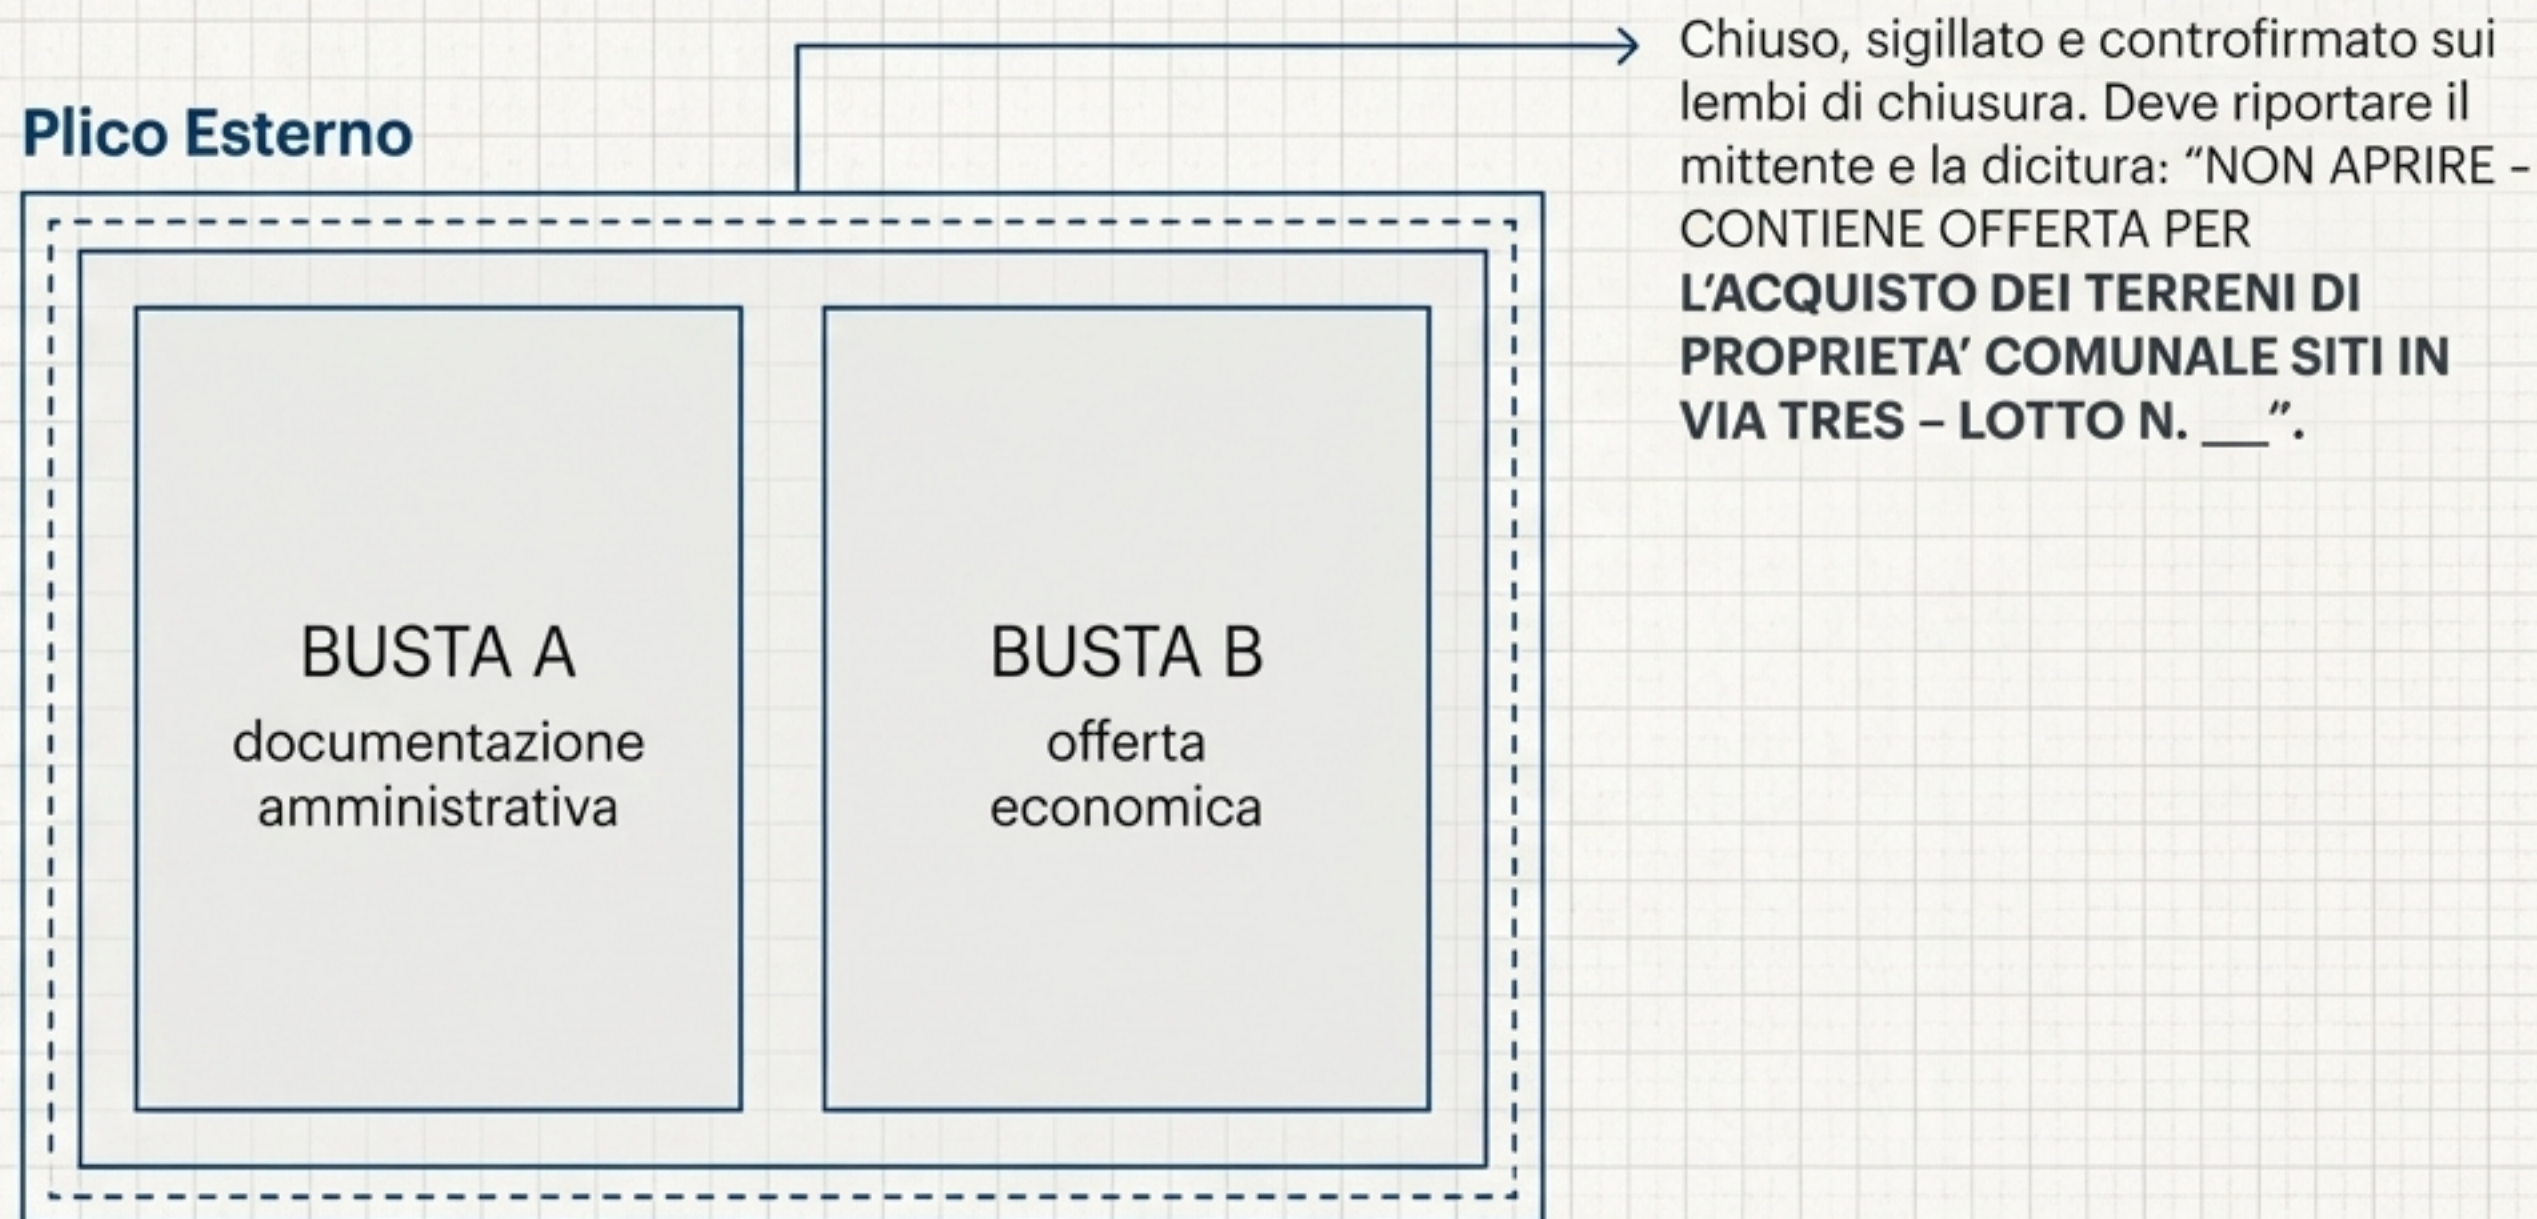 Plico Esterno
Chiuso, sigillato e controfirmato sui
lembi di chiusura. Deve riportare il
mittente e la dicitura: “NON APRIRE –
CONTIENE OFFERTA PER
L’ACQUISTO DEI TERRENI DI
PROPRIETA’ COMUNALE SITI IN
VIA TRES – LOTTO N. ___”.
BUSTA A
documentazione
amministrativa
BUSTA B
offerta
economica